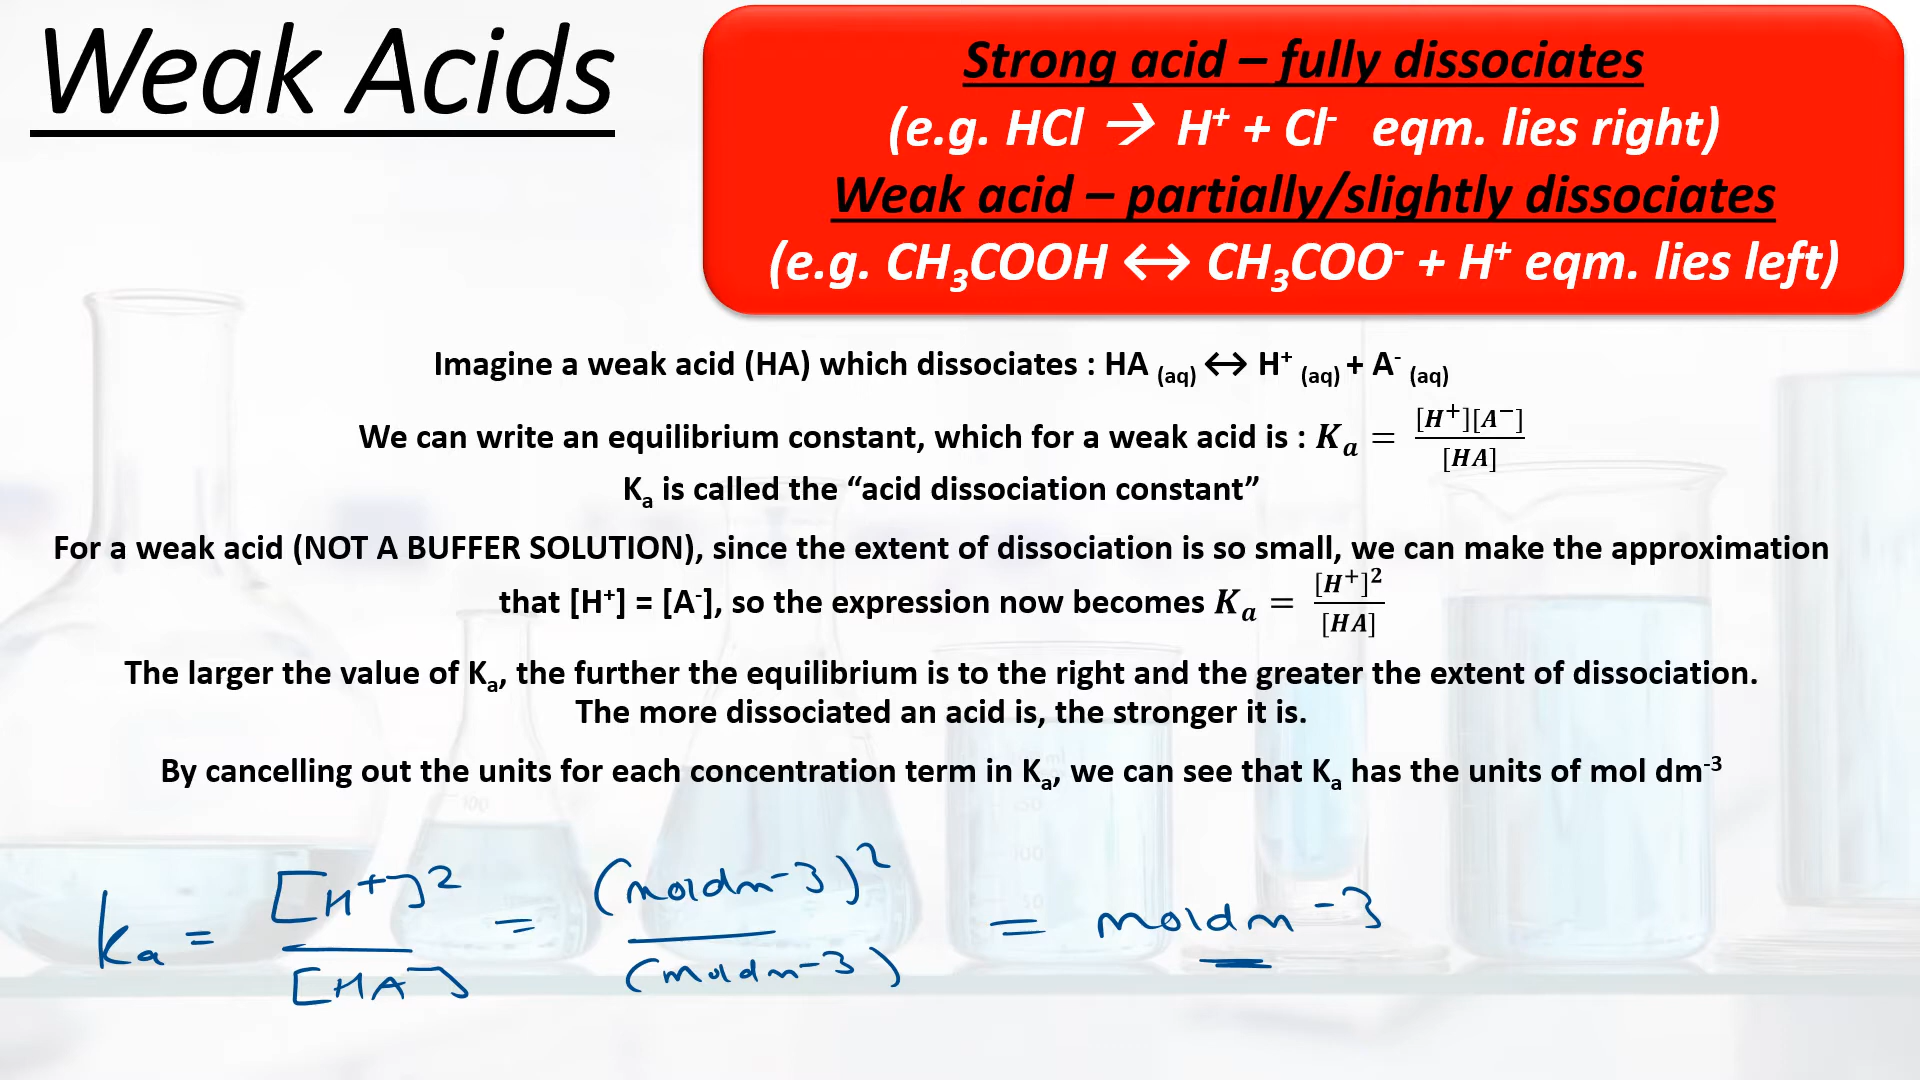 Weak Acids
Strong acid – fully dissociates
(e.g. HCl → H⁺ + Cl⁻ eqm. lies right)
Weak acid – partially/slightly dissociates
(e.g. CH₃COOH ↔ CH₃COO⁻ + H⁺ eqm. lies left)
Imagine a weak acid (HA) which dissociates : HA (aq) ↔ H⁺ (aq) + A⁻ (aq)
We can write an equilibrium constant, which for a weak acid is : Kₐ = [H⁺][A⁻] / [HA]
Kₐ is called the “acid dissociation constant”
For a weak acid (NOT A BUFFER SOLUTION), since the extent of dissociation is so small, we can make the approximation
that [H⁺] = [A⁻], so the expression now becomes Kₐ = [H⁺]² / [HA]
The larger the value of Kₐ, the further the equilibrium is to the right and the greater the extent of dissociation.
The more dissociated an acid is, the stronger it is.
By cancelling out the units for each concentration term in Kₐ, we can see that Kₐ has the units of mol dm⁻³
Ka = [H⁺]² / [HA] = (moldm⁻³)² / (moldm⁻³) = moldm⁻³
100
100